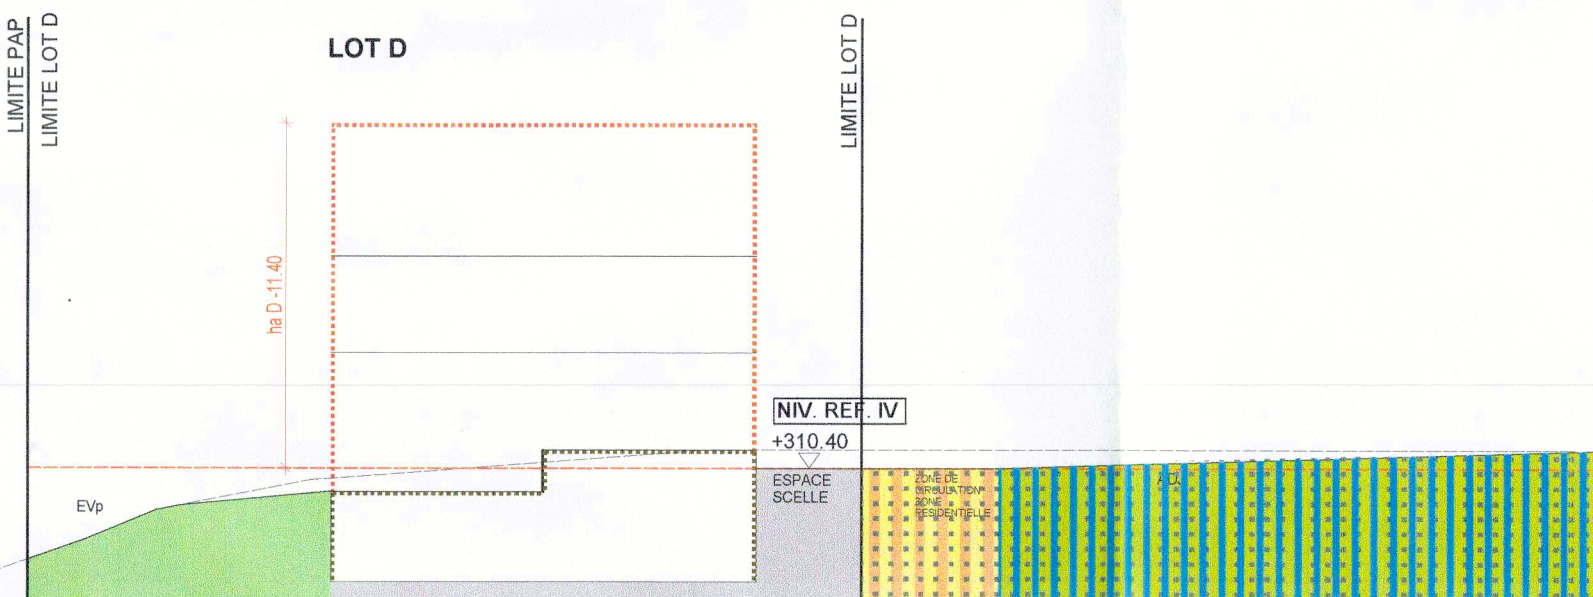 LIMITE PAP
LIMITE LOT D
LOT D
LIMITE LOT D
ha D -11.40
NIV. REF. IV
+310.40
ESPACE
SCELLE
EVp
ZONE DE
CIRCULATION
ZONE
RESIDENTIELLE